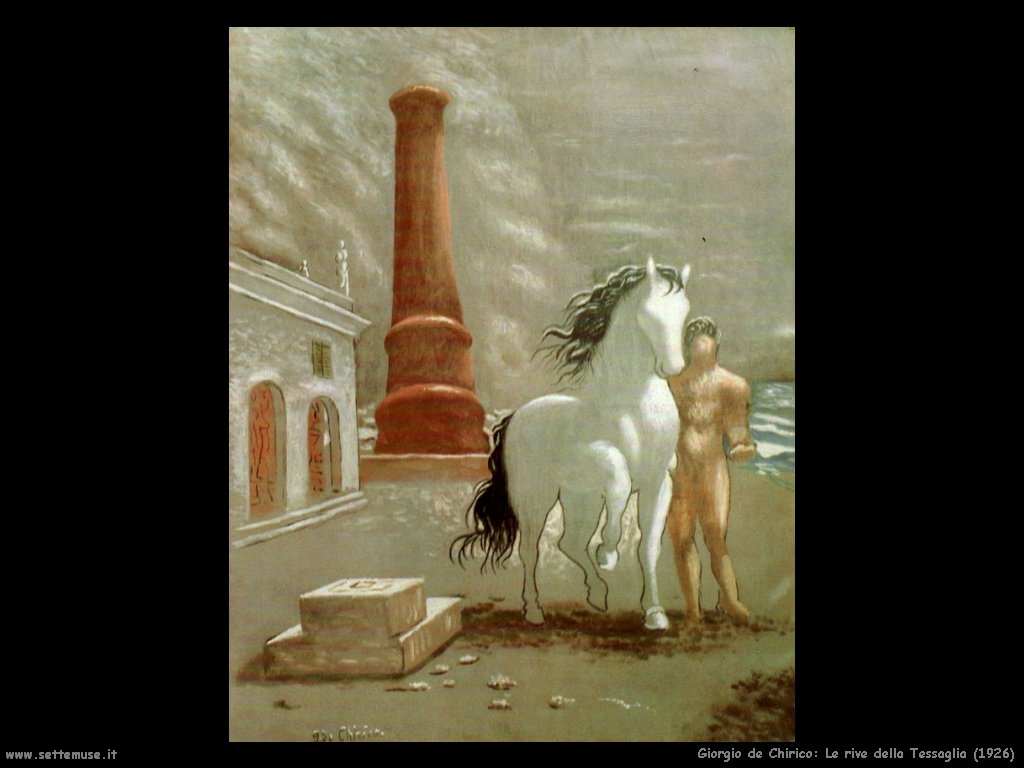 g. de Chirico
www.settemuse.it
Giorgio de Chirico: Le rive della Tessaglia (1926)